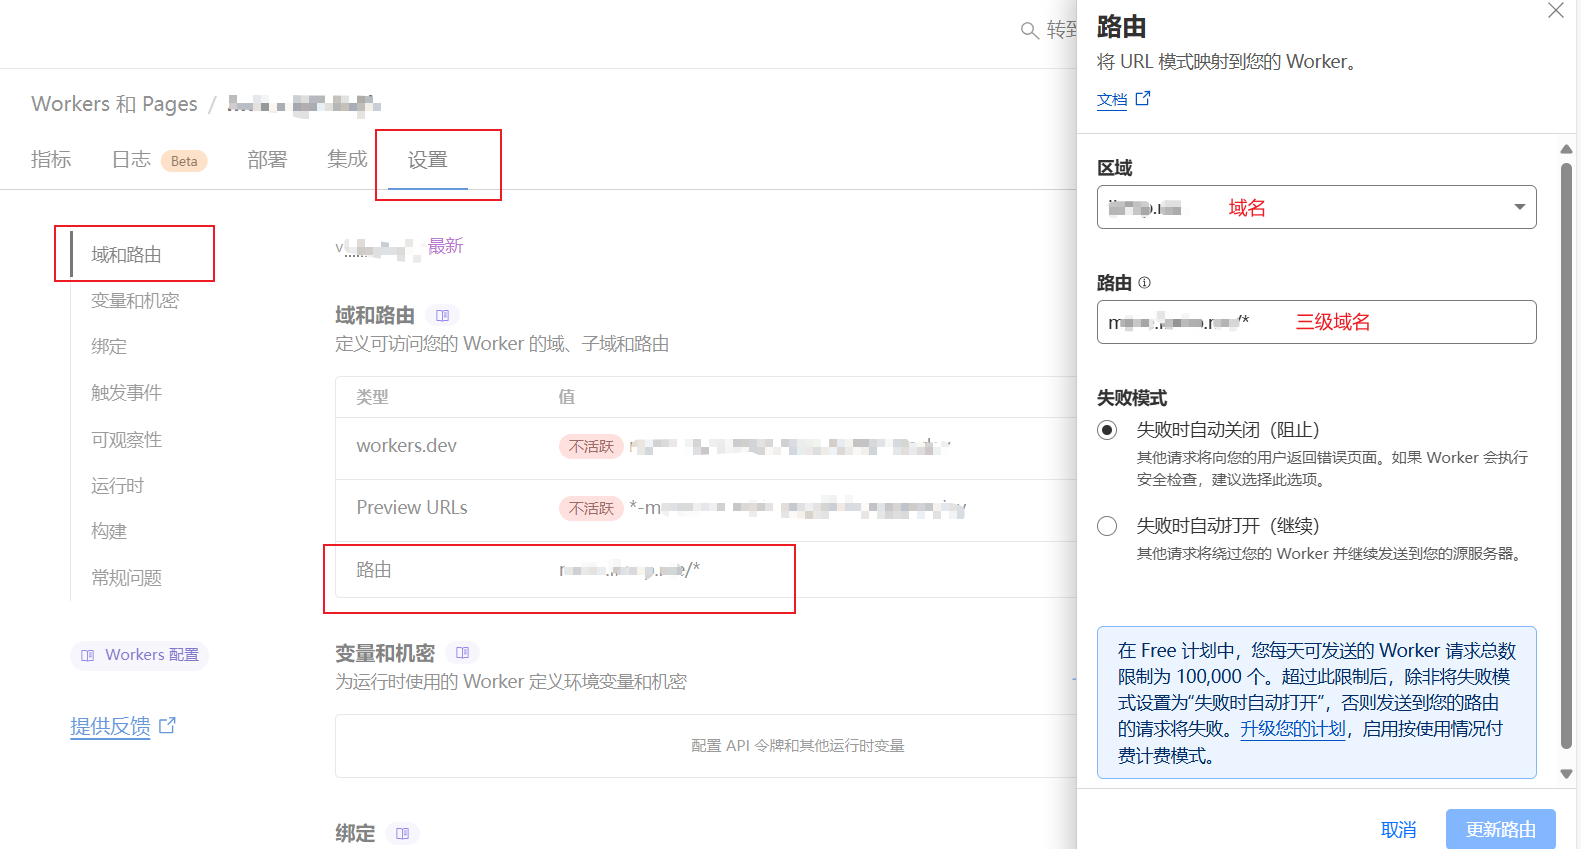 转到
Workers 和 Pages /
指标
日志 Beta
部署
集成
设置
域和路由
变量和机密
绑定
触发事件
可观察性
运行时
构建
常规问题
Workers 配置
提供反馈
v
最新
域和路由
定义可访问您的 Worker 的域、子域和路由
类型 值
workers.dev 不活跃
Preview URLs 不活跃 *-m
路由 /*
变量和机密
为运行时使用的 Worker 定义环境变量和机密
配置 API 令牌和其他运行时变量
绑定
路由
将 URL 模式映射到您的 Worker。
文档
区域
域名
路由
/* 三级域名
失败模式
失败时自动关闭（阻止）
其他请求将向您的用户返回错误页面。如果 Worker 会执行
安全检查，建议选择此选项。
失败时自动打开（继续）
其他请求将绕过您的 Worker 并继续发送到您的源服务器。
在 Free 计划中，您每天可发送的 Worker 请求总数
限制为 100,000 个。超过此限制后，除非将失败模
式设置为“失败时自动打开”，否则发送到您的路由
的请求将失败。升级您的计划，启用按使用情况付
费计费模式。
取消
更新路由